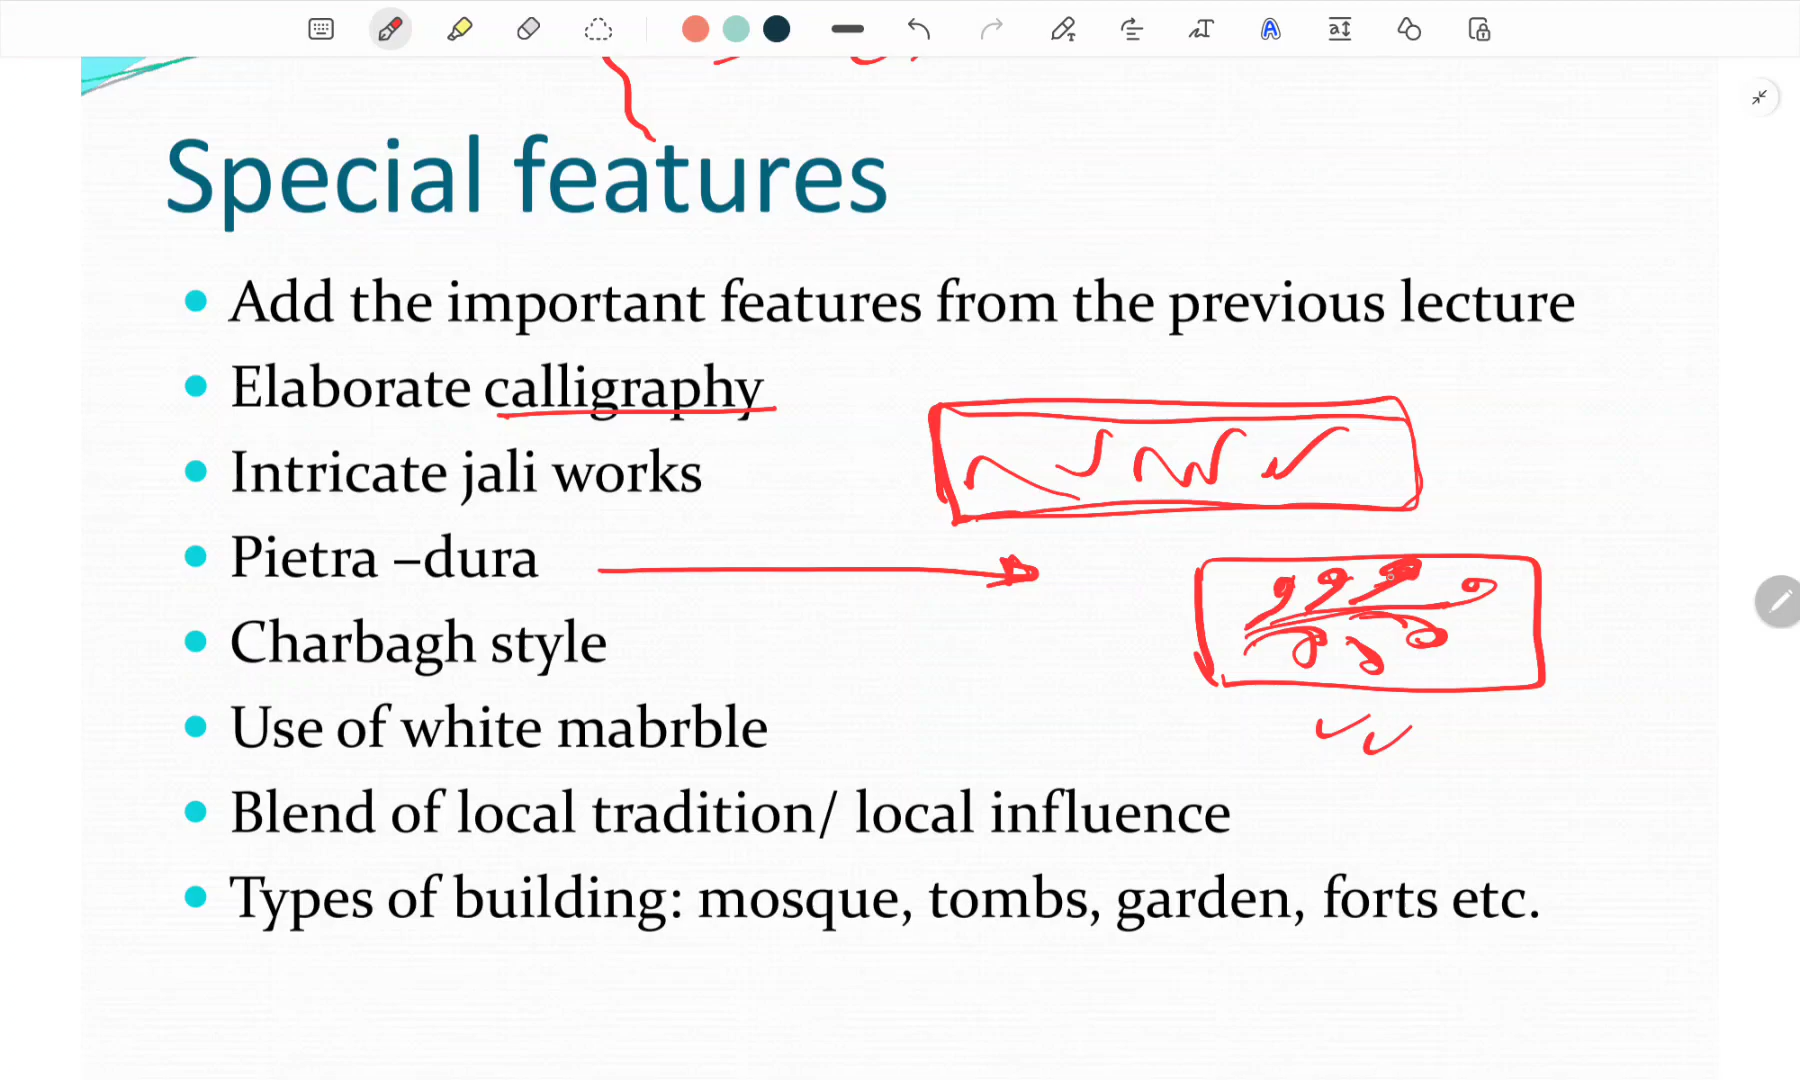 Special features
Add the important features from the previous lecture
Elaborate calligraphy
Intricate jali works
Pietra –dura
Charbagh style
Use of white mabrble
Blend of local tradition/ local influence
Types of building: mosque, tombs, garden, forts etc.